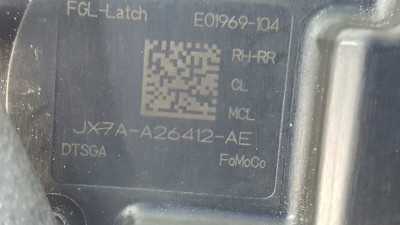 FGL-Latch E01969-104
RH-RR
CL
MCL
JX7A-A26412-AE
DTSGA FoMoCo